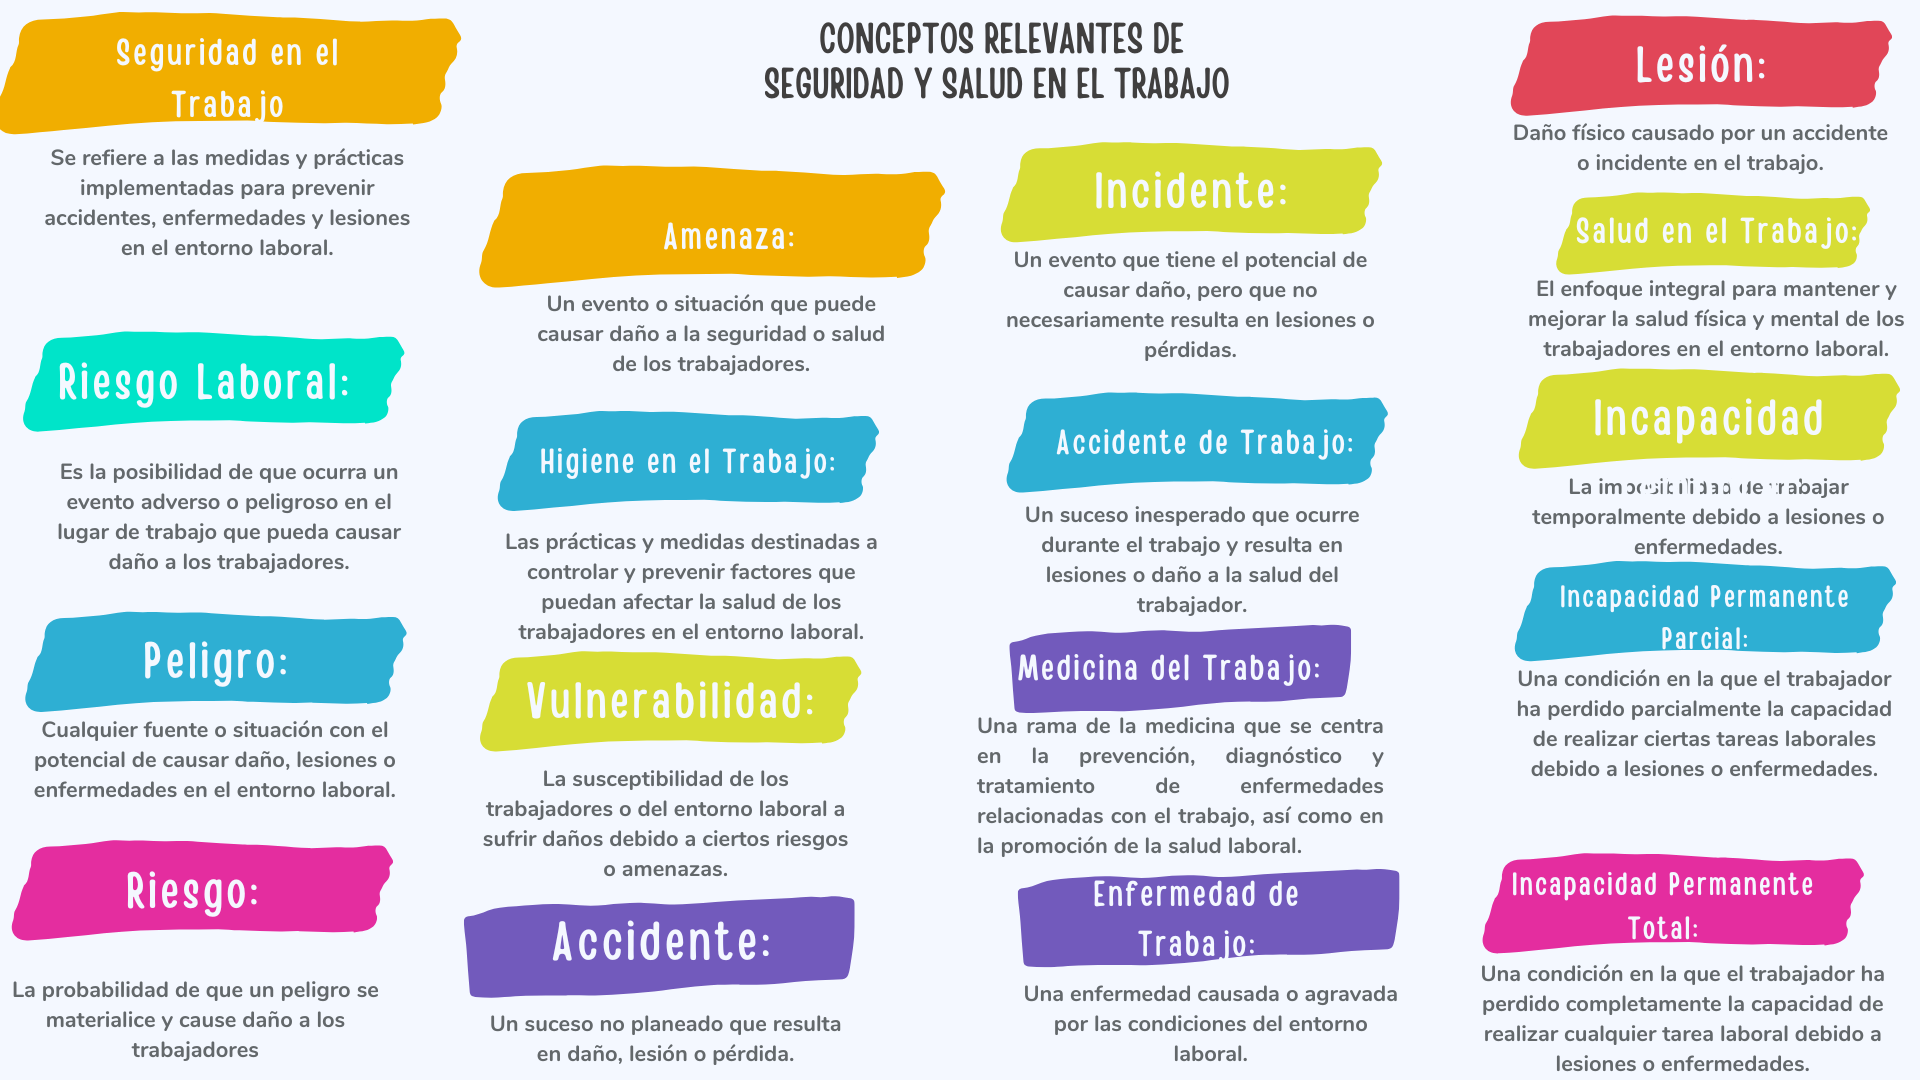 CONCEPTOS RELEVANTES DE
SEGURIDAD Y SALUD EN EL TRABAJO
Seguridad en el
Trabajo
Se refiere a las medidas y prácticas
implementadas para prevenir
accidentes, enfermedades y lesiones
en el entorno laboral.
Riesgo Laboral:
Es la posibilidad de que ocurra un
evento adverso o peligroso en el
lugar de trabajo que pueda causar
daño a los trabajadores.
Peligro:
Cualquier fuente o situación con el
potencial de causar daño, lesiones o
enfermedades en el entorno laboral.
Riesgo:
La probabilidad de que un peligro se
materialice y cause daño a los
trabajadores
Amenaza:
Un evento o situación que puede
causar daño a la seguridad o salud
de los trabajadores.
Higiene en el Trabajo:
Las prácticas y medidas destinadas a
controlar y prevenir factores que
puedan afectar la salud de los
trabajadores en el entorno laboral.
Vulnerabilidad:
La susceptibilidad de los
trabajadores o del entorno laboral a
sufrir daños debido a ciertos riesgos
o amenazas.
Accidente:
Un suceso no planeado que resulta
en daño, lesión o pérdida.
Incidente:
Un evento que tiene el potencial de
causar daño, pero que no
necesariamente resulta en lesiones o
pérdidas.
Accidente de Trabajo:
Un suceso inesperado que ocurre
durante el trabajo y resulta en
lesiones o daño a la salud del
trabajador.
Medicina del Trabajo:
Una rama de la medicina que se centra
en la prevención, diagnóstico y
tratamiento de enfermedades
relacionadas con el trabajo, así como en
la promoción de la salud laboral.
Enfermedad de
Trabajo:
Una enfermedad causada o agravada
por las condiciones del entorno
laboral.
Lesión:
Daño físico causado por un accidente
o incidente en el trabajo.
Salud en el Trabajo:
El enfoque integral para mantener y
mejorar la salud física y mental de los
trabajadores en el entorno laboral.
Incapacidad
La imposibilidad de trabajar
temporalmente debido a lesiones o
enfermedades.
Incapacidad Permanente
Parcial:
Una condición en la que el trabajador
ha perdido parcialmente la capacidad
de realizar ciertas tareas laborales
debido a lesiones o enfermedades.
Incapacidad Permanente
Total:
Una condición en la que el trabajador ha
perdido completamente la capacidad de
realizar cualquier tarea laboral debido a
lesiones o enfermedades.